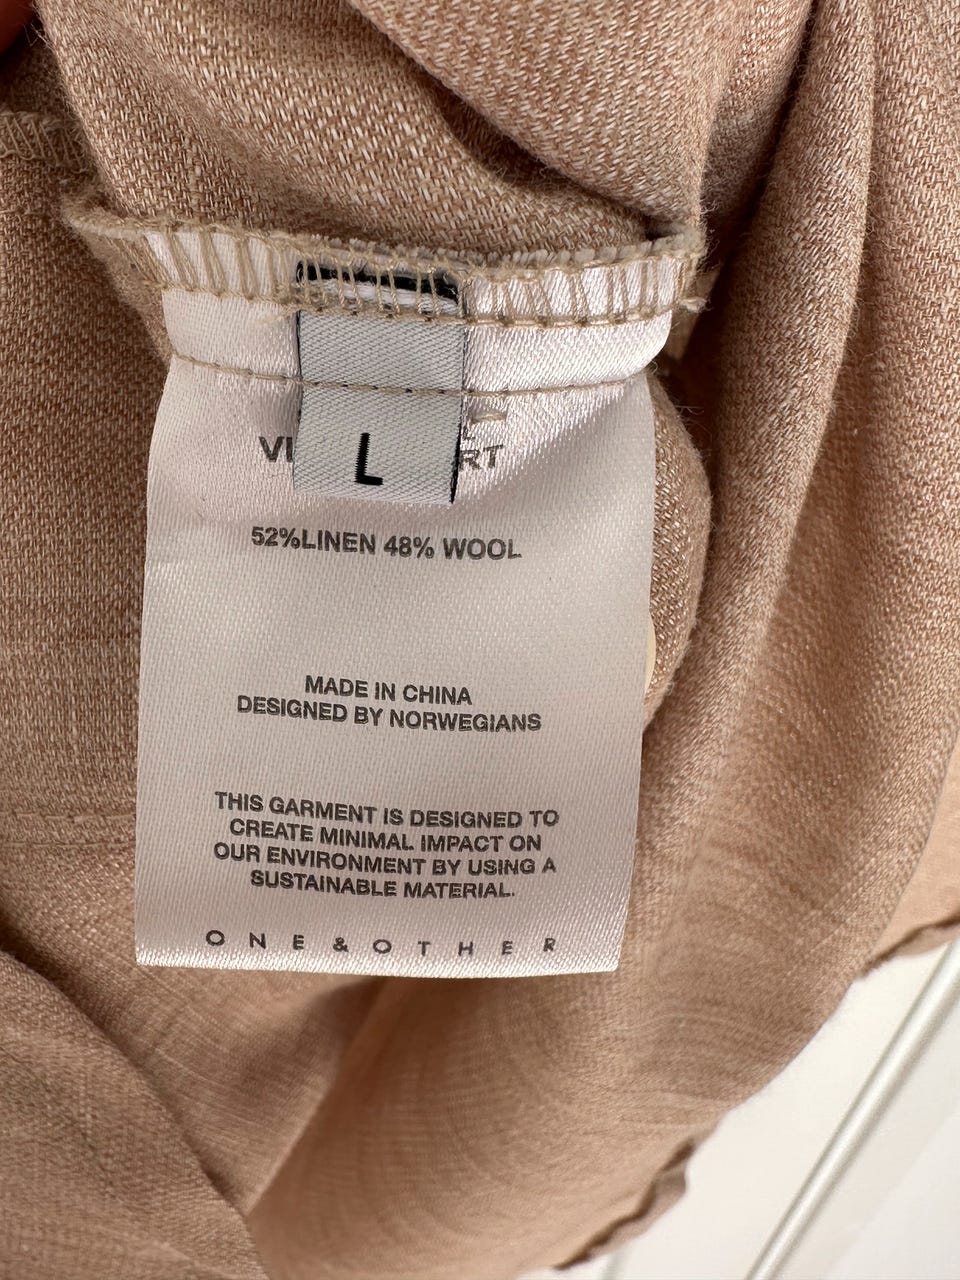 L
52%LINEN 48% WOOL
MADE IN CHINA
DESIGNED BY NORWEGIANS
THIS GARMENT IS DESIGNED TO
CREATE MINIMAL IMPACT ON
OUR ENVIRONMENT BY USING A
SUSTAINABLE MATERIAL.
ONE & OTHER